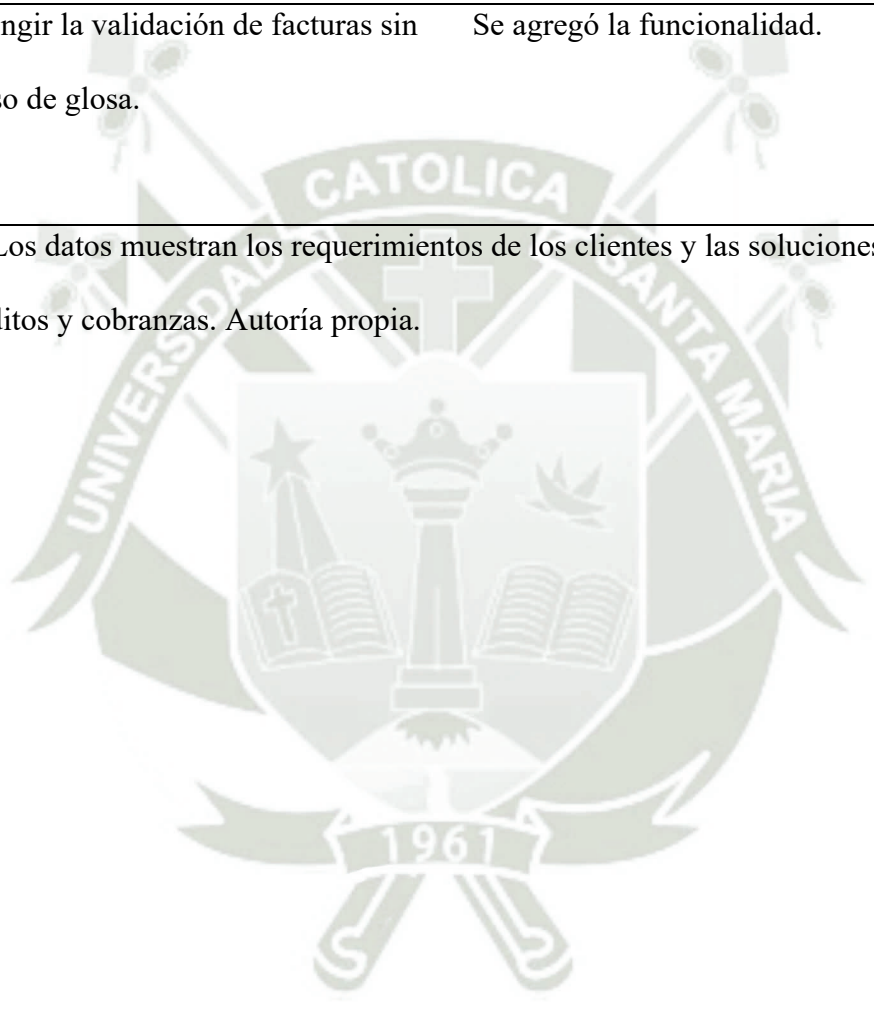 ngir la validación de facturas sin Se agregó la funcionalidad.
so de glosa.
Los datos muestran los requerimientos de los clientes y las soluciones
ditos y cobranzas. Autoría propia.
UNIVERSIDAD CATOLICA SANTA MARIA
1961